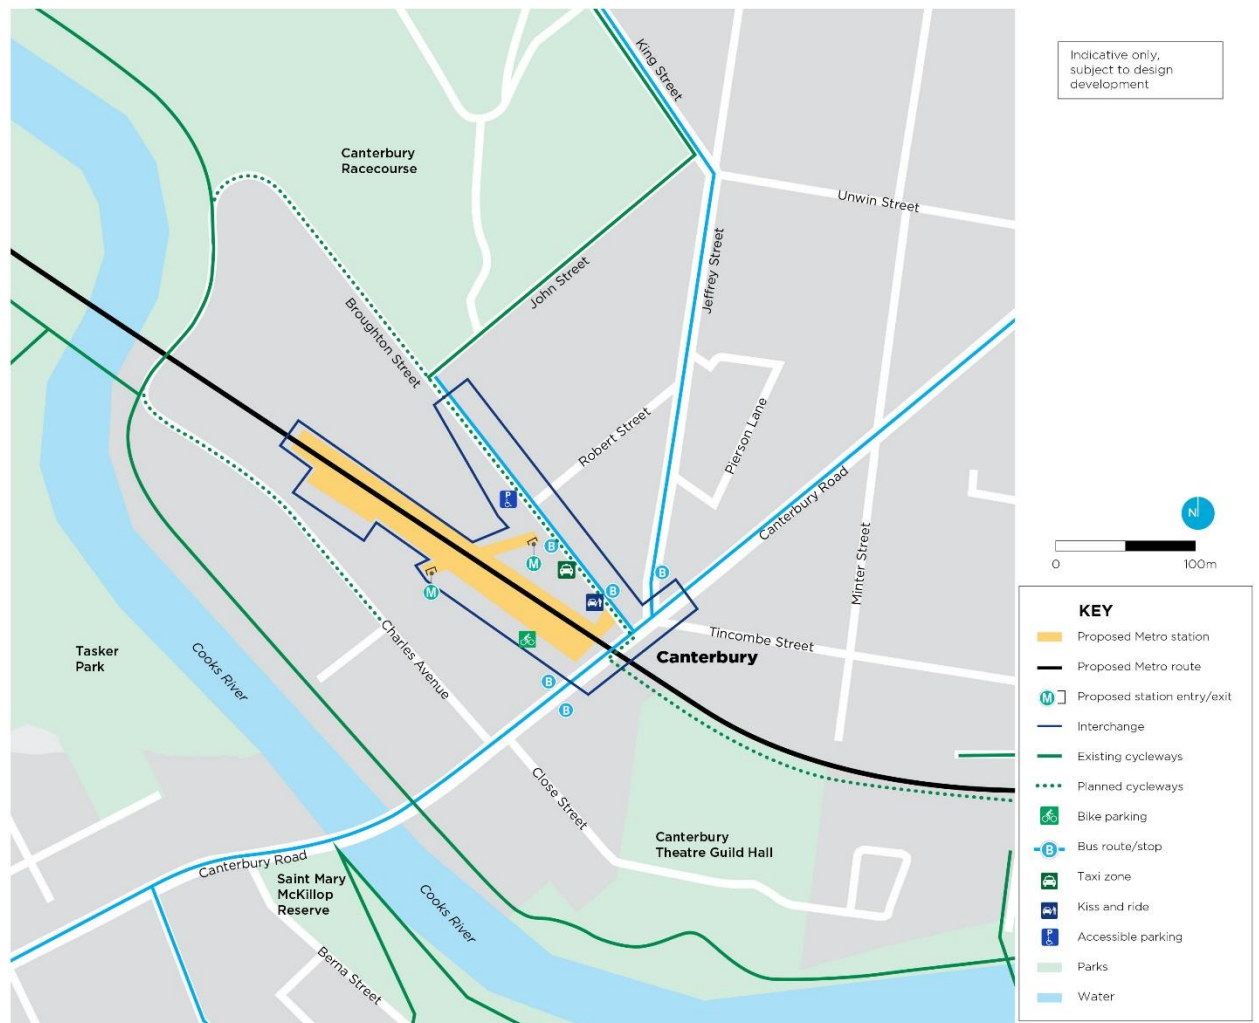 Indicative only,
subject to design
development
King Street
Canterbury
Racecourse
Unwin Street
Jeffrey Street
John Street
Broughton Street
Robert Street
Pierson Lane
Canterbury Road
Minter Street
N
0 100m
P
B
M
B
B
M
Tincombe Street
Canterbury
Charles Avenue
Tasker
Park
Cooks River
B
B
Close Street
Canterbury
Theatre Guild Hall
Canterbury Road
Saint Mary
McKillop
Reserve
Cooks River
Berna Street
KEY
Proposed Metro station
Proposed Metro route
M Proposed station entry/exit
Interchange
Existing cycleways
Planned cycleways
Bike parking
B Bus route/stop
Taxi zone
Kiss and ride
P Accessible parking
Parks
Water